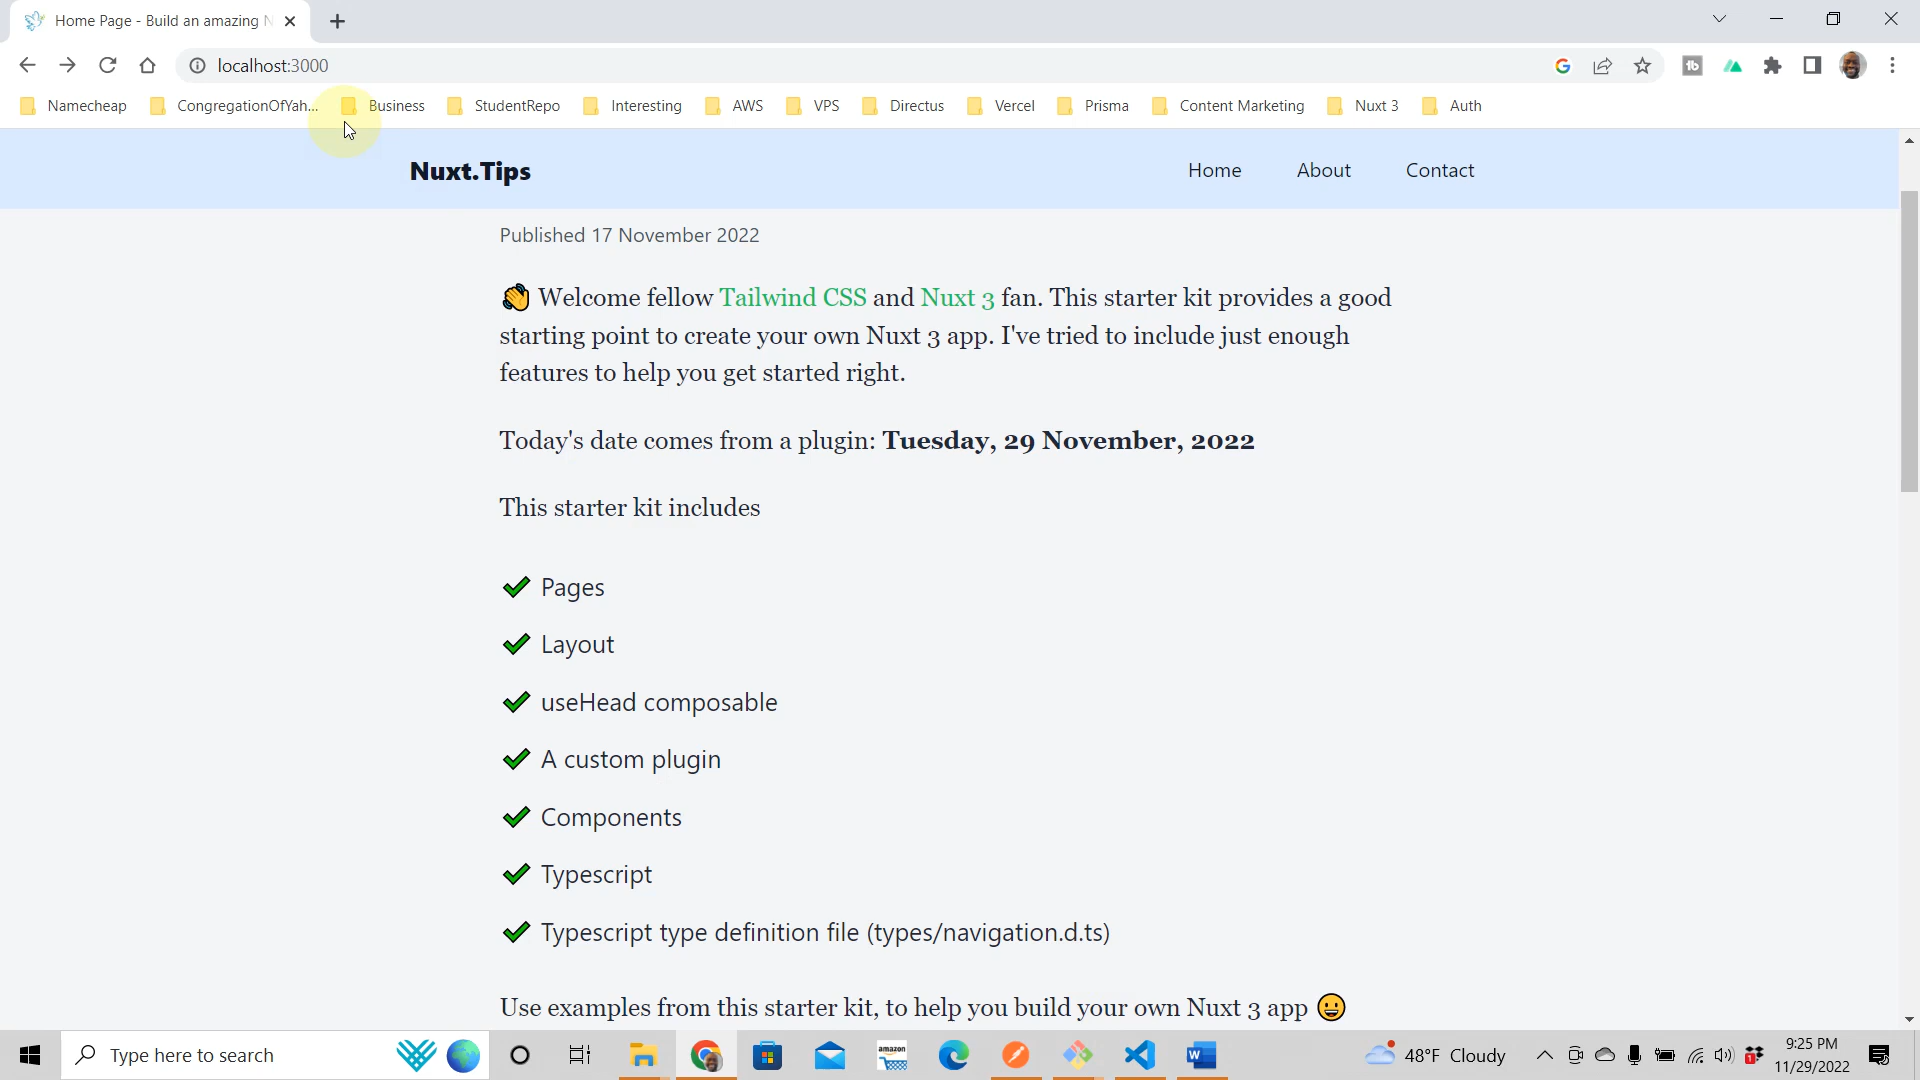 Home Page - Build an amazing N
localhost:3000
Namecheap CongregationOfYah... Business StudentRepo Interesting AWS VPS Directus Vercel Prisma Content Marketing Nuxt 3 Auth
Nuxt.Tips Home About Contact
Published 17 November 2022
👋 Welcome fellow Tailwind CSS and Nuxt 3 fan. This starter kit provides a good
starting point to create your own Nuxt 3 app. I've tried to include just enough
features to help you get started right.
Today's date comes from a plugin: Tuesday, 29 November, 2022
This starter kit includes
✔ Pages
✔ Layout
✔ useHead composable
✔ A custom plugin
✔ Components
✔ Typescript
✔ Typescript type definition file (types/navigation.d.ts)
Use examples from this starter kit, to help you build your own Nuxt 3 app 😀
Type here to search
amazon
48°F Cloudy
9:25 PM
11/29/2022